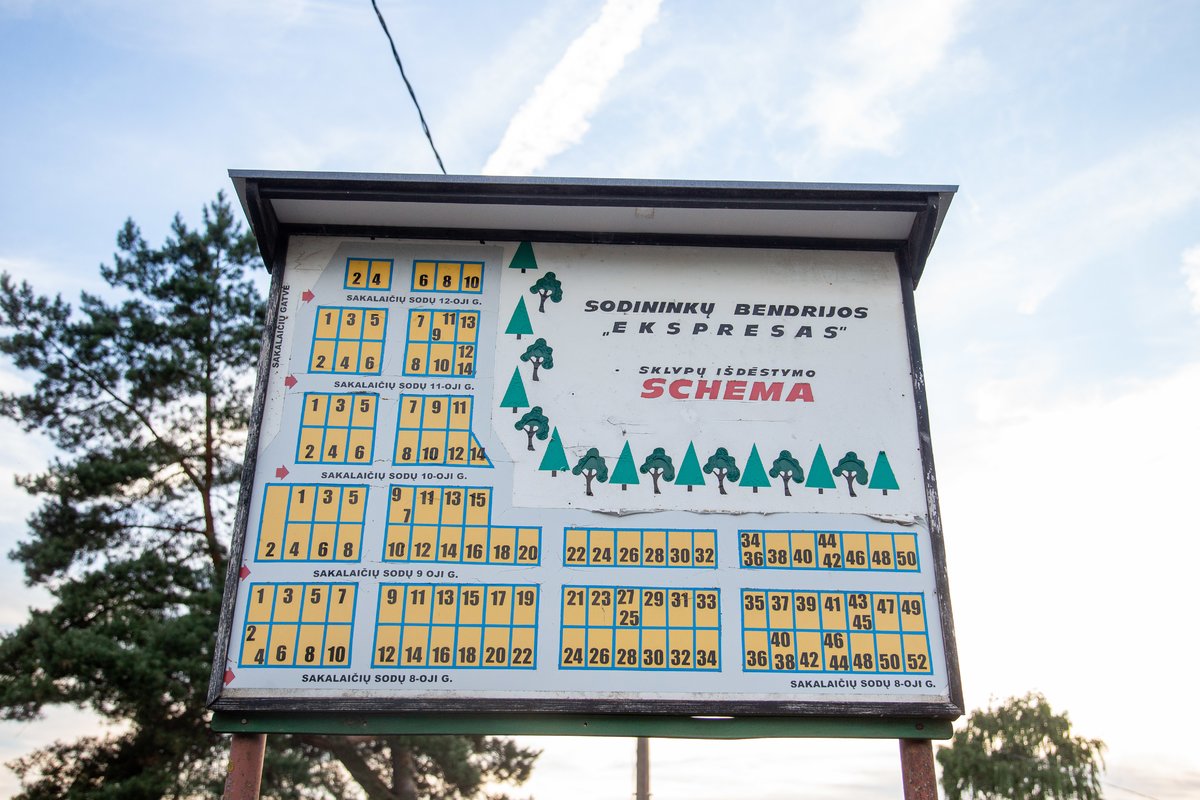 SODININKŲ BENDRIJOS
„EKSPRESAS"
SKLYPŲ IŠDĖSTYMO
SCHEMA
SAKALAIČIŲ GATVĖ
2 4 6 8 10
SAKALAIČIŲ SODŲ 12-OJI G.
1 3 5 7 11 13
9
12
2 4 6 8 10 14
SAKALAIČIŲ SODŲ 11-OJI G.
1 3 5 7 9 11
2 4 6 8 10 12 14
SAKALAIČIŲ SODŲ 10-OJI G.
1 3 5 9 11 13 15
7
2 4 6 8 10 12 14 16 18 20 22 24 26 28 30 32 34 38 40 44 46 48 50
36 42
SAKALAIČIŲ SODŲ 9 OJI G.
1 3 5 7 9 11 13 15 17 19 21 23 27 29 31 33 35 37 39 41 43 47 49
25 45
2 40 46
4 6 8 10 12 14 16 18 20 22 24 26 28 30 32 34 36 38 42 44 48 50 52
SAKALAIČIŲ SODŲ 8-OJI G.
SAKALAIČIŲ SODŲ 8-OJI G.